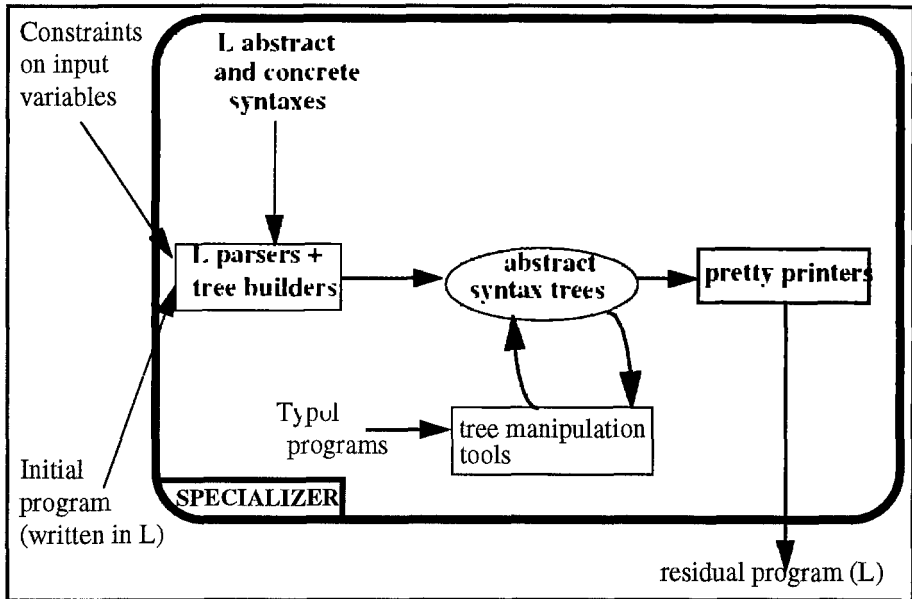 Constraints
on input
variables
L abstract
and concrete
syntaxes
L parsers +
tree builders
abstract
syntax trees
pretty printers
Typol
programs
tree manipulation
tools
Initial
program
(written in L)
SPECIALIZER
residual program (L)